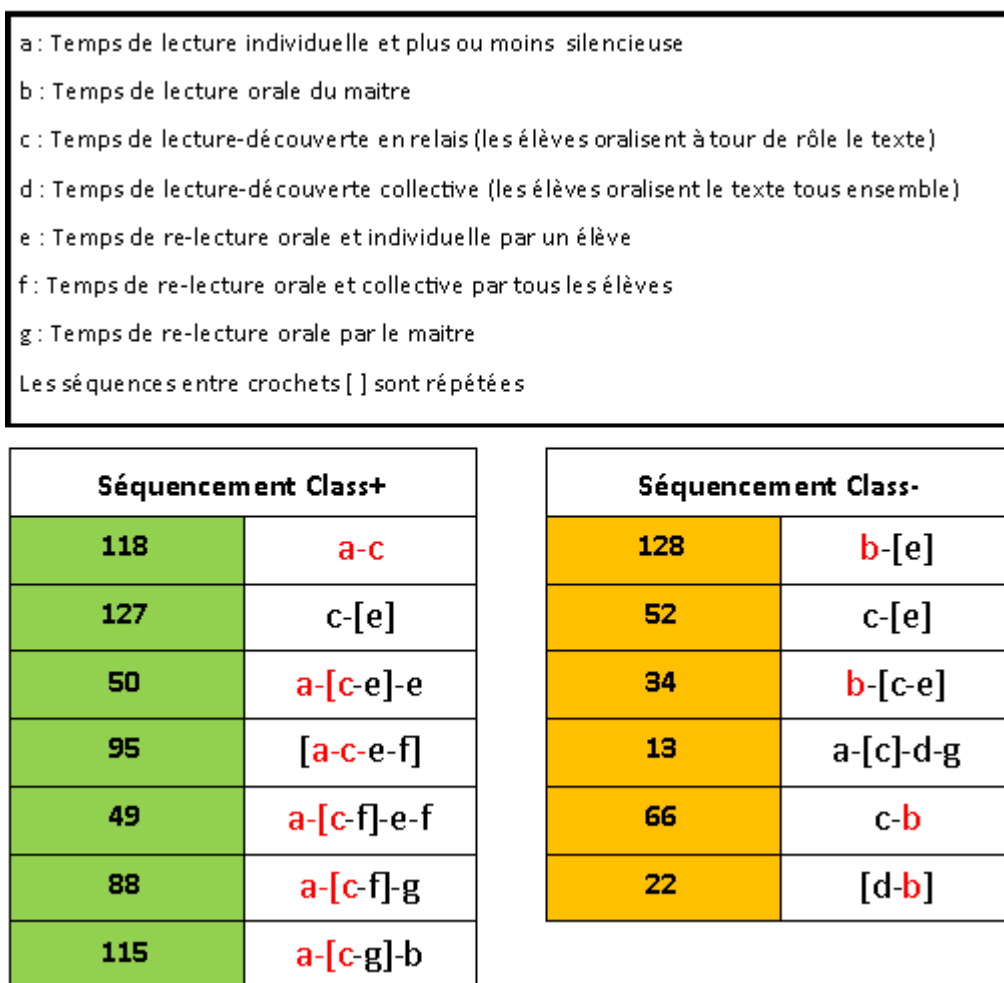 a : Temps de lecture individuelle et plus ou moins silencieuse
b : Temps de lecture orale du maitre
c : Temps de lecture-découverte en relais (les élèves oralisent à tour de rôle le texte)
d : Temps de lecture-découverte collective (les élèves oralisent le texte tous ensemble)
e : Temps de re-lecture orale et individuelle par un élève
f : Temps de re-lecture orale et collective par tous les élèves
g : Temps de re-lecture orale par le maitre
Les séquences entre crochets [ ] sont répétées
Séquencement Class+
118 a-c
127 c-[e]
50 a-[c-e]-e
95 [a-c-e-f]
49 a-[c-f]-e-f
88 a-[c-f]-g
115 a-[c-g]-b
Séquencement Class-
128 b-[e]
52 c-[e]
34 b-[c-e]
13 a-[c]-d-g
66 c-b
22 [d-b]